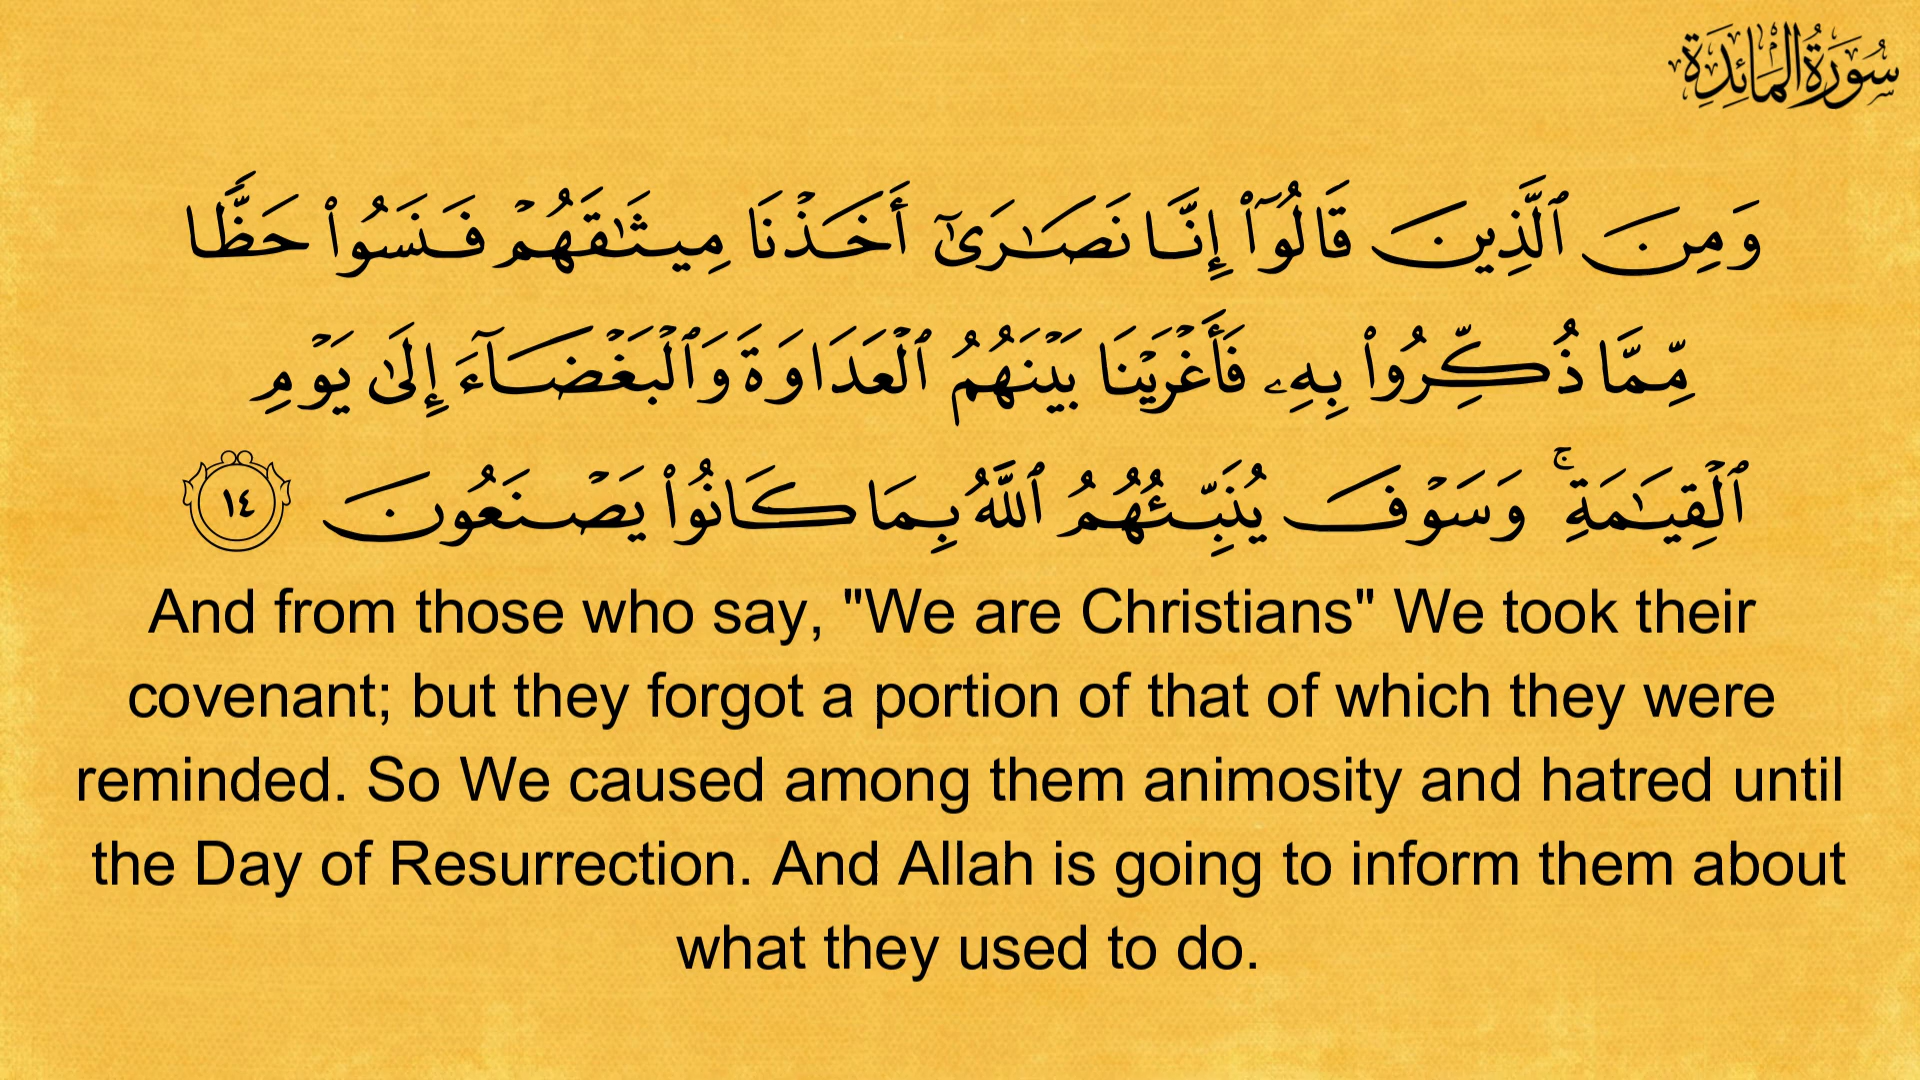 سُورَةُ الْمَائِدَةِ
وَمِنَ ٱلَّذِينَ قَالُوٓا۟ إِنَّا نَصَـٰرَىٰٓ أَخَذْنَا مِيثَـٰقَهُمْ فَنَسُوا۟ حَظًّا
مِّمَّا ذُكِّرُوا۟ بِهِۦ فَأَغْرَيْنَا بَيْنَهُمُ ٱلْعَدَاوَةَ وَٱلْبَغْضَآءَ إِلَىٰ يَوْمِ
ٱلْقِيَـٰمَةِ ۚ وَسَوْفَ يُنَبِّئُهُمُ ٱللَّهُ بِمَا كَانُوا۟ يَصْنَعُونَ ١٤
And from those who say, "We are Christians" We took their
covenant; but they forgot a portion of that of which they were
reminded. So We caused among them animosity and hatred until
the Day of Resurrection. And Allah is going to inform them about
what they used to do.